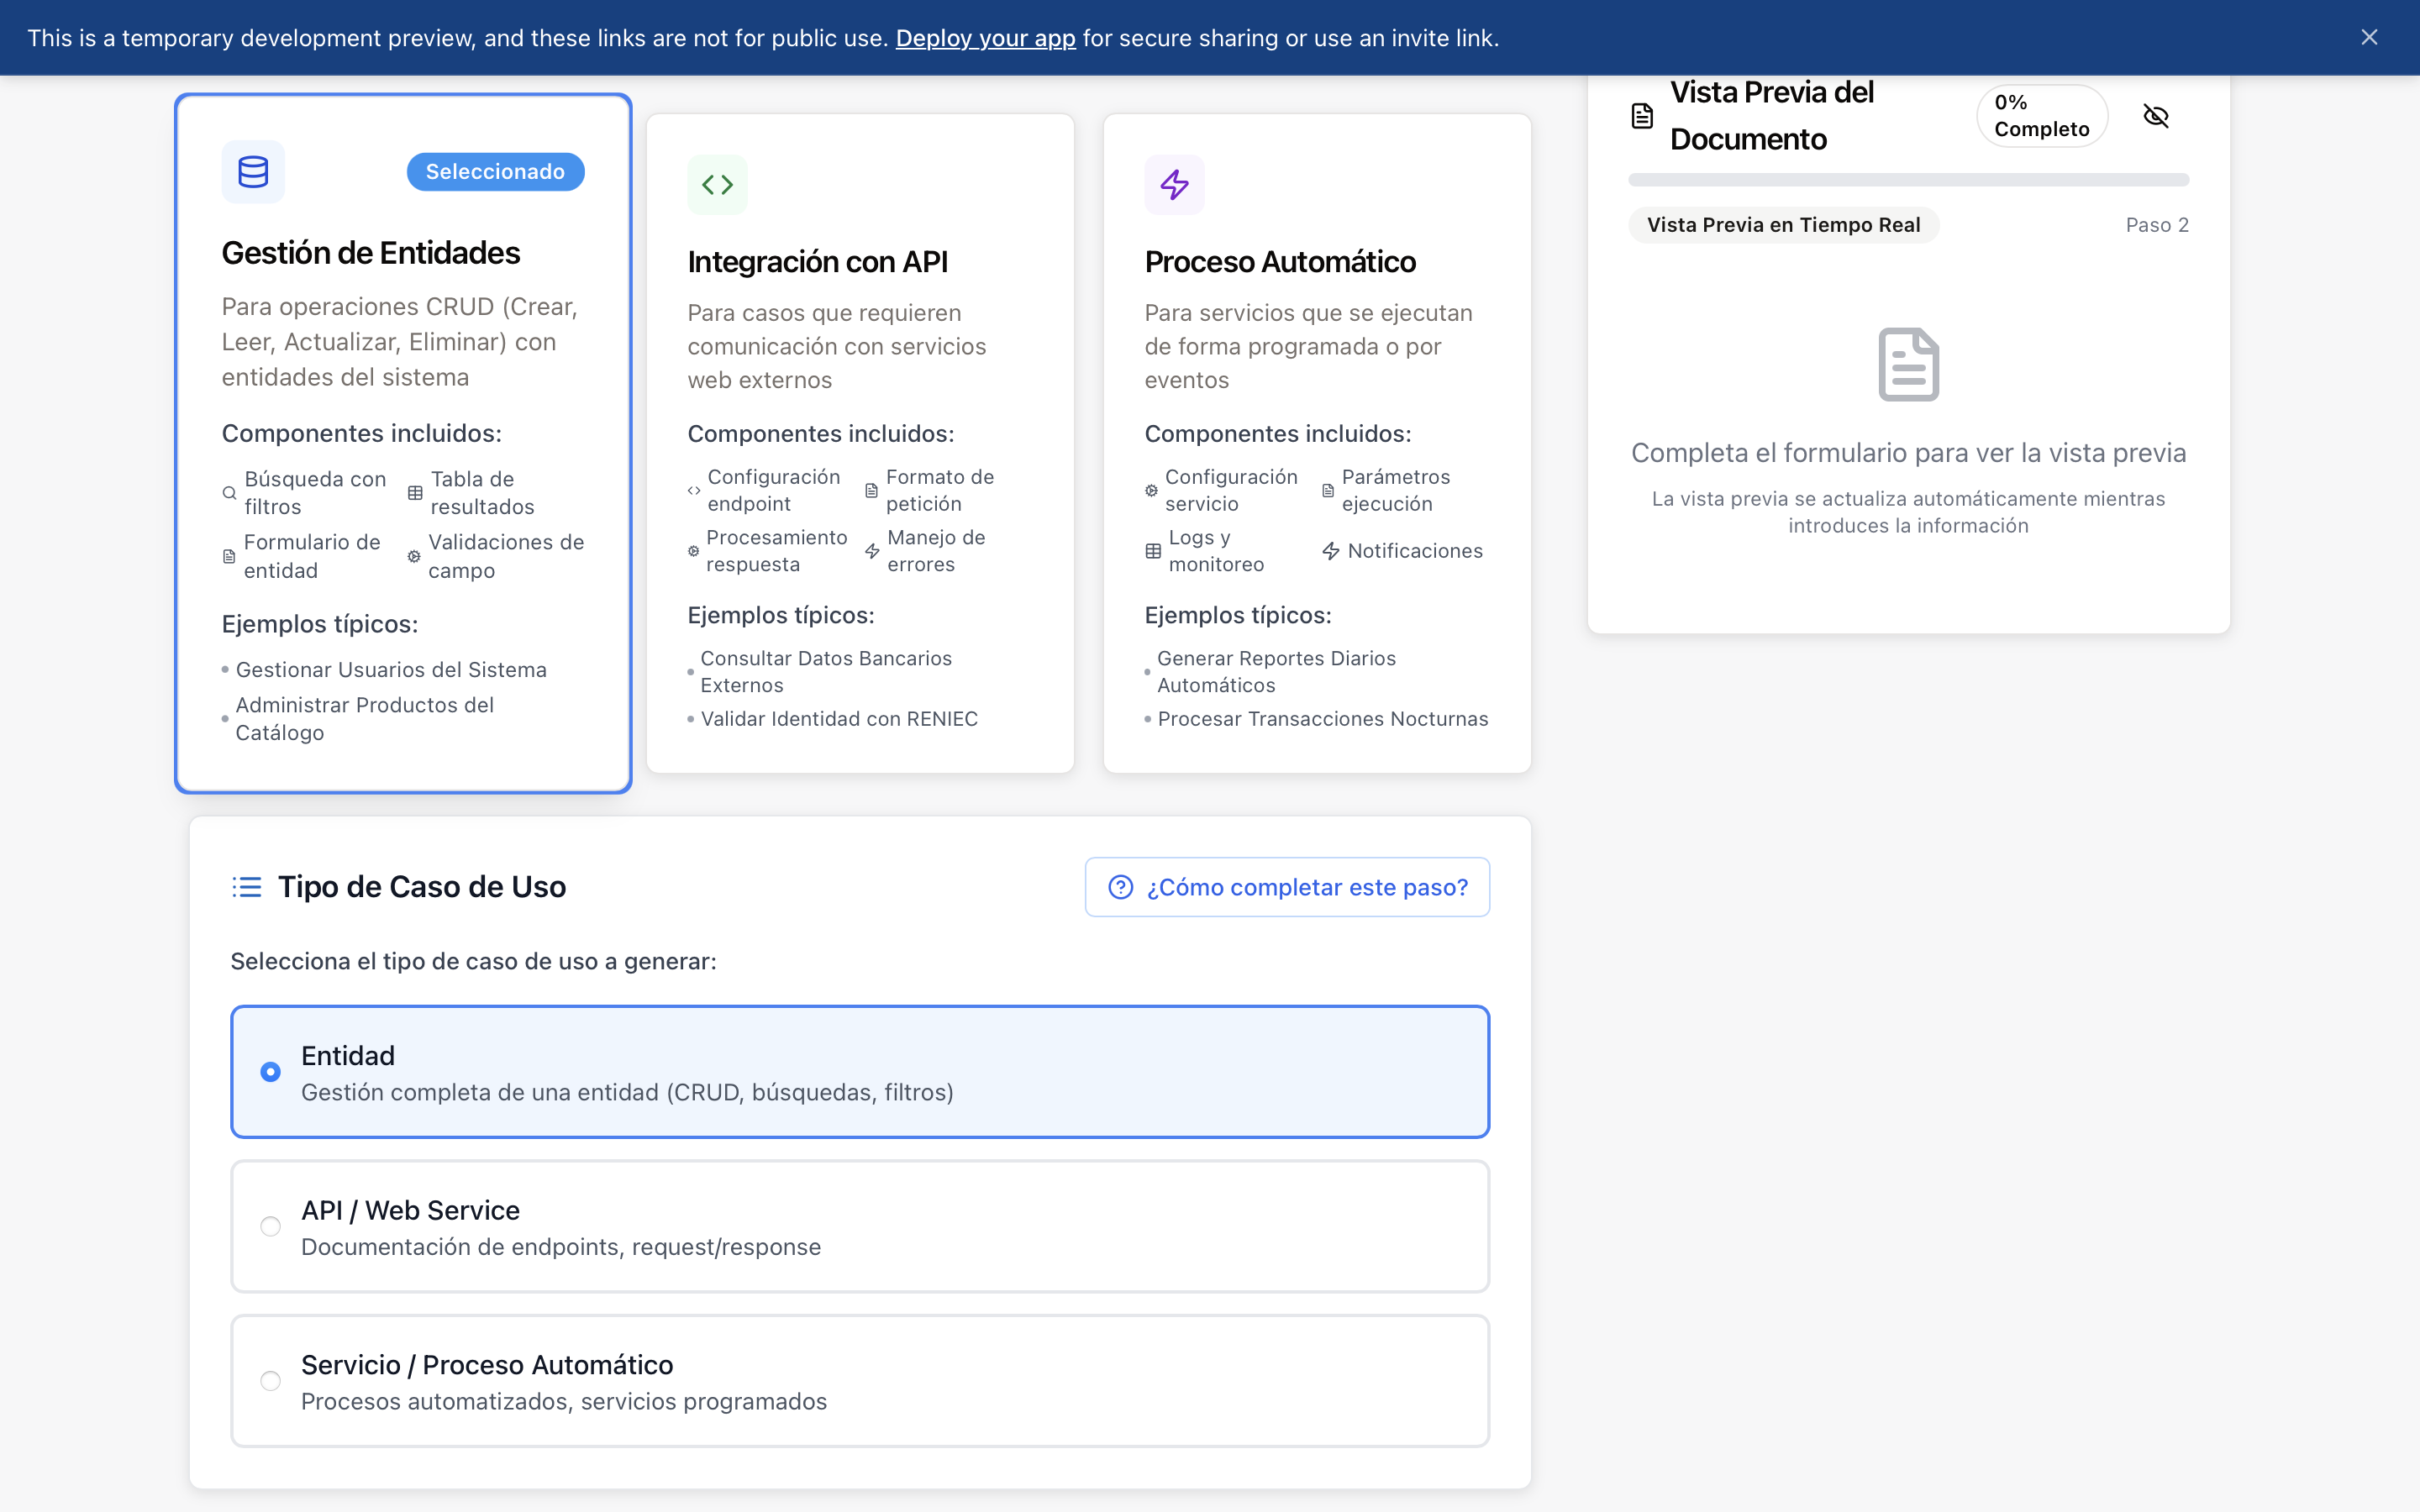 This is a temporary development preview, and these links are not for public use. Deploy your app for secure sharing or use an invite link.
Seleccionado
Gestión de Entidades
Para operaciones CRUD (Crear,
Leer, Actualizar, Eliminar) con
entidades del sistema
Componentes incluidos:
Búsqueda con
filtros
Tabla de
resultados
Formulario de
entidad
Validaciones de
campo
Ejemplos típicos:
Gestionar Usuarios del Sistema
Administrar Productos del
Catálogo
Integración con API
Para casos que requieren
comunicación con servicios
web externos
Componentes incluidos:
Configuración
endpoint
Formato de
petición
Procesamiento
respuesta
Manejo de
errores
Ejemplos típicos:
Consultar Datos Bancarios
Externos
Validar Identidad con RENIEC
Proceso Automático
Para servicios que se ejecutan
de forma programada o por
eventos
Componentes incluidos:
Configuración
servicio
Parámetros
ejecución
Logs y
monitoreo
Notificaciones
Ejemplos típicos:
Generar Reportes Diarios
Automáticos
Procesar Transacciones Nocturnas
Vista Previa del
Documento
0%
Completo
Vista Previa en Tiempo Real
Paso 2
Completa el formulario para ver la vista previa
La vista previa se actualiza automáticamente mientras
introduces la información
Tipo de Caso de Uso
¿Cómo completar este paso?
Selecciona el tipo de caso de uso a generar:
Entidad
Gestión completa de una entidad (CRUD, búsquedas, filtros)
API / Web Service
Documentación de endpoints, request/response
Servicio / Proceso Automático
Procesos automatizados, servicios programados